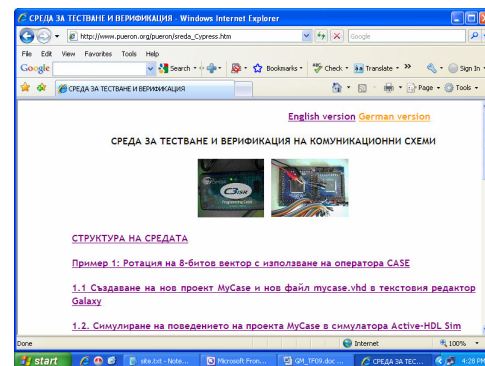 СРЕДА ЗА ТЕСТВАНЕ И ВЕРИФИКАЦИЯ - Windows Internet Explorer
http://www.pueron.org/pueron/sreda_Cypress.htm
Google
File Edit View Favorites Tools Help
Google Search Bookmarks Check Translate Sign In
СРЕДА ЗА ТЕСТВАНЕ И ВЕРИФИКАЦИЯ Page Tools
English version German version
СРЕДА ЗА ТЕСТВАНЕ И ВЕРИФИКАЦИЯ НА КОМУНИКАЦИОННИ СХЕМИ
СТРУКТУРА НА СРЕДАТА
Пример 1: Ротация на 8-битов вектор с използване на оператора CASE
1.1 Създаване на нов проект MyCase и нов файл mycase.vhd в текстовия редактор
Galaxy
1.2. Симулиране на поведението на проекта MyCase в симулатора Active-HDL Sim
Done Internet 100%
start site.txt - Note... Microsoft Fron... GM_TF09.doc ... СРЕДА ЗА ТЕС... 4:28 PM